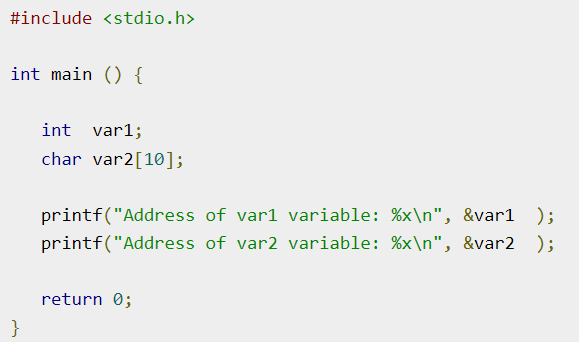 #include <stdio.h>
int main () {
int  var1;
char var2[10];
printf("Address of var1 variable: %x\n", &var1  );
printf("Address of var2 variable: %x\n", &var2  );
return 0;
}